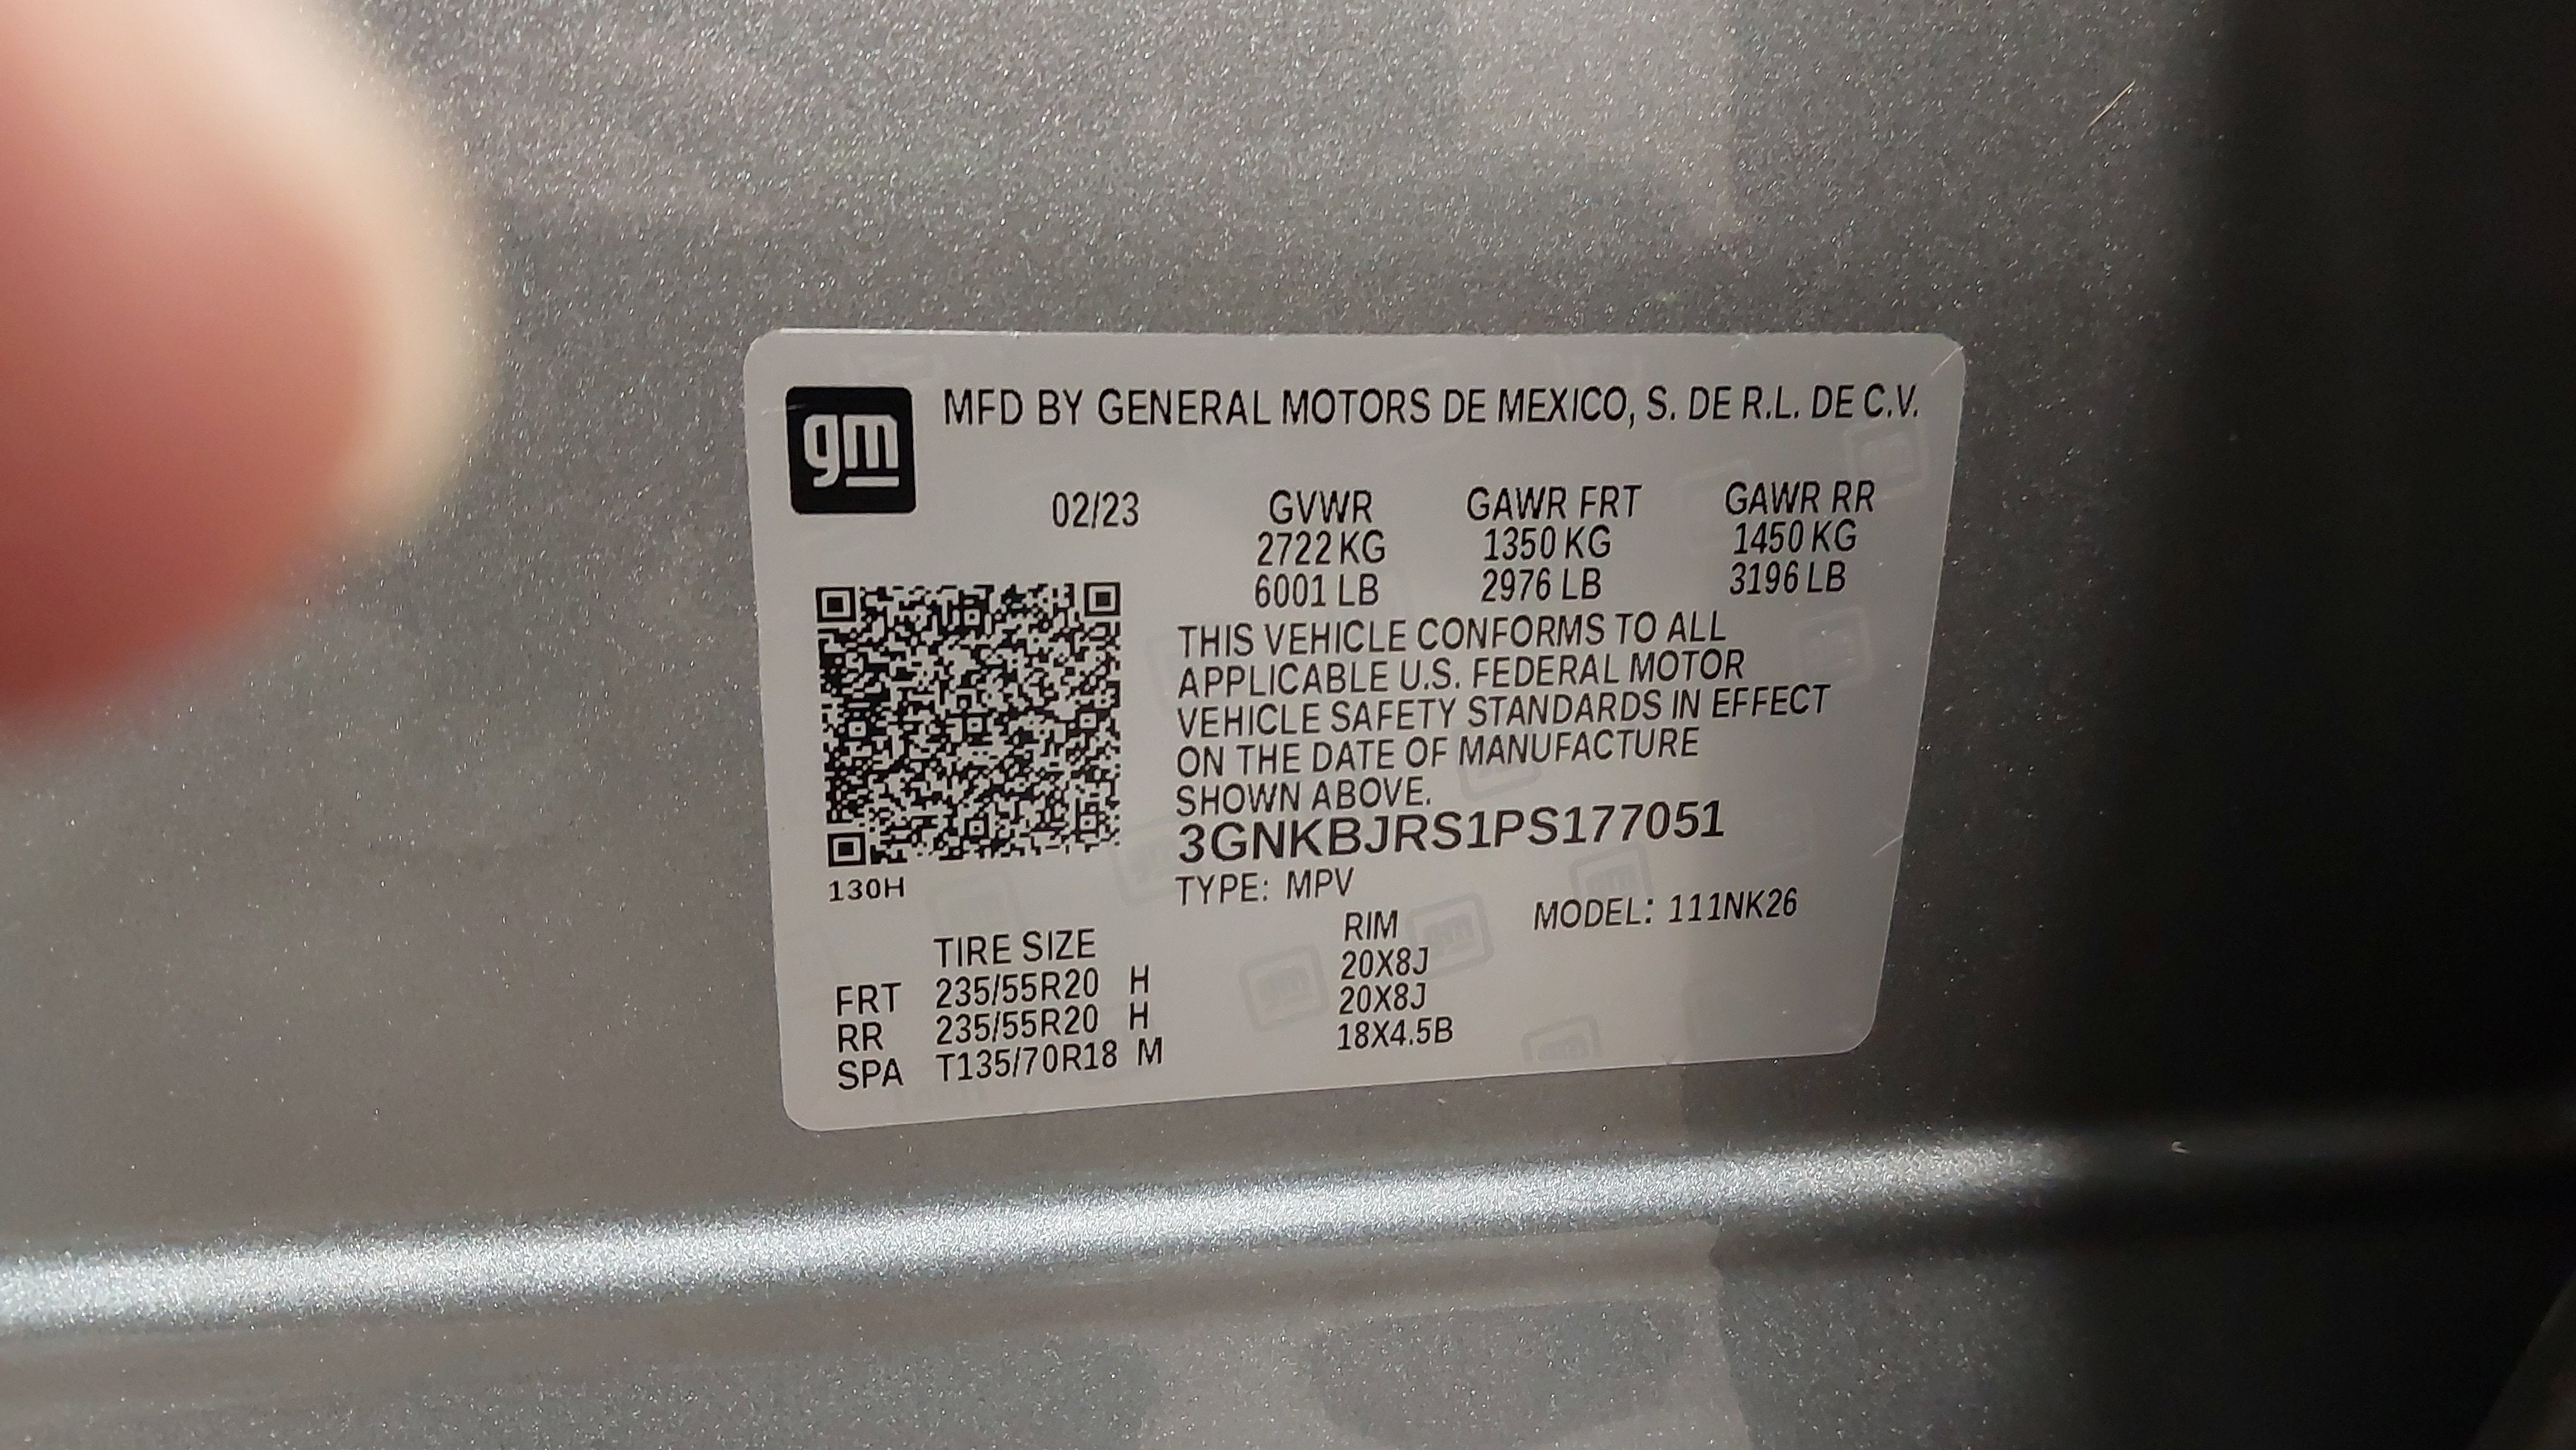 gm
MFD BY GENERAL MOTORS DE MEXICO, S. DE R.L. DE C.V.
02/23 GVWR GAWR FRT GAWR RR
2722 KG 1350 KG 1450 KG
6001 LB 2976 LB 3196 LB
THIS VEHICLE CONFORMS TO ALL
APPLICABLE U.S. FEDERAL MOTOR
VEHICLE SAFETY STANDARDS IN EFFECT
ON THE DATE OF MANUFACTURE
SHOWN ABOVE.
3GNKBJRS1PS177051
130H
TYPE: MPV MODEL: 111NK26
TIRE SIZE RIM
FRT 235/55R20 H 20X8J
RR 235/55R20 H 20X8J
SPA T135/70R18 M 18X4.5B